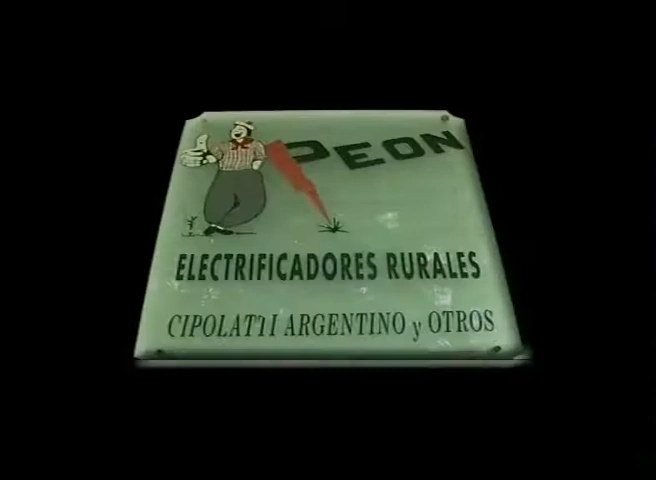 PEON
ELECTRIFICADORES RURALES
CIPOLATTI ARGENTINO y OTROS